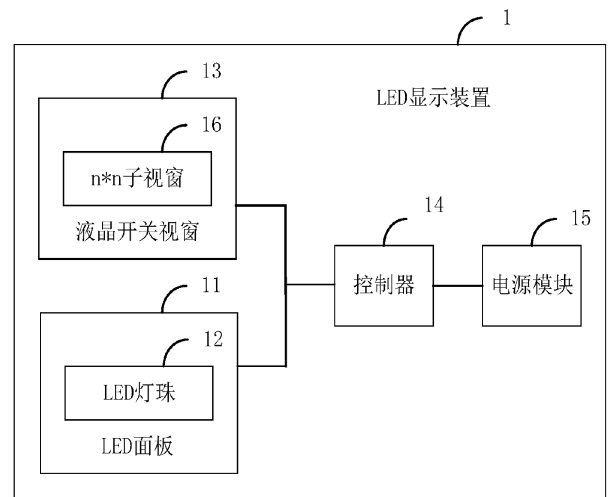 1
LED显示装置
13
16
n*n子视窗
液晶开关视窗
14
控制器
15
电源模块
11
12
LED灯珠
LED面板